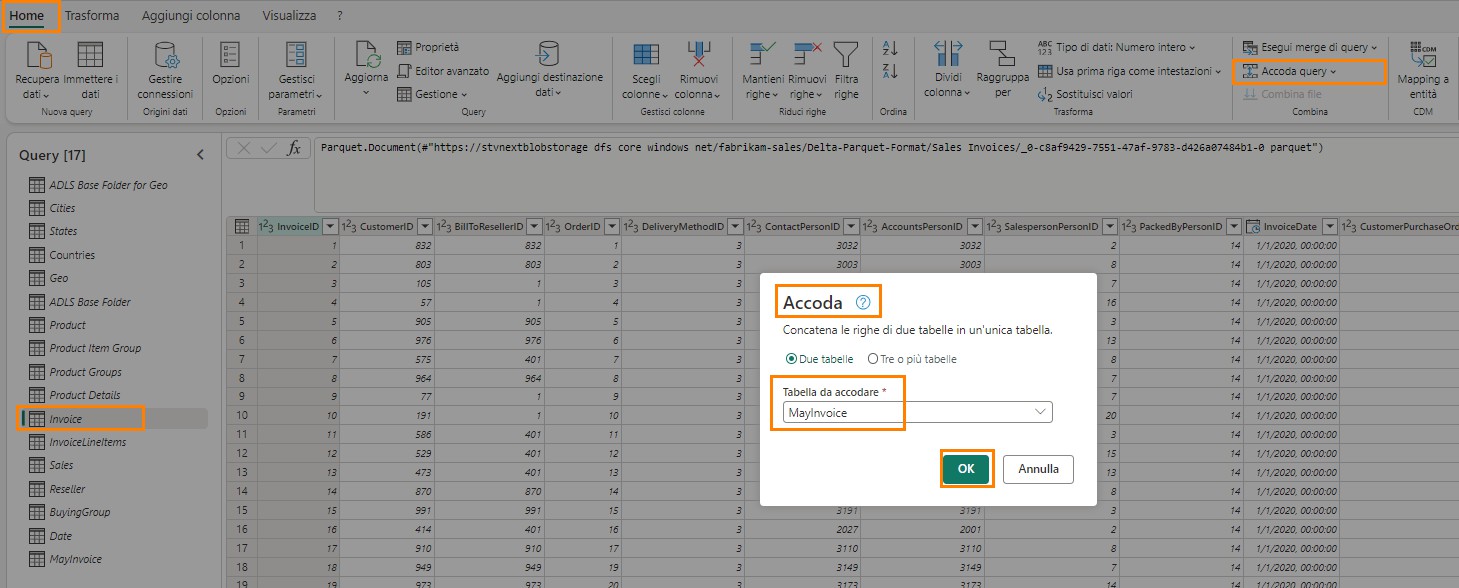 Home Trasforma Aggiungi colonna Visualizza ?
Recupera dati
Immettere i dati
Nuova query
Gestire connessioni
Origini dati
Opzioni
Opzioni
Gestisci parametri
Parametri
Aggiorna
Proprietà
Editor avanzato
Gestione
Aggiungi destinazione dati
Query
Scegli colonne
Rimuovi colonna
Gestisci colonne
Mantieni righe
Rimuovi righe
Filtra righe
Riduci righe
Ordina
Dividi colonna
Raggruppa per
Tipo di dati: Numero intero
Usa prima riga come intestazioni
Sostituisci valori
Trasforma
Esegui merge di query
Accoda query
Combina file
Combina
Mapping a entità
CDM
Query [17]
ADLS Base Folder for Geo
Cities
States
Countries
Geo
ADLS Base Folder
Product
Product Item Group
Product Groups
Product Details
Invoice
InvoiceLineItems
Sales
Reseller
BuyingGroup
Date
MayInvoice
fx Parquet.Document(#"https://stvnextblobstorage dfs core windows net/fabrikam-sales/Delta-Parquet-Format/Sales Invoices/_0-c8af9429-7551-47af-9783-d426a07484b1-0 parquet")
InvoiceID CustomerID BillToResellerID OrderID DeliveryMethodID ContactPersonID AccountsPersonID SalespersonPersonID PackedByPersonID InvoiceDate CustomerPurchaseOrd
1 1 832 832 1 3 3032 3032 2 14 1/1/2020, 00:00:00
2 2 803 803 2 3 3003 3003 8 14 1/1/2020, 00:00:00
3 3 105 1 3 3 7 14 1/1/2020, 00:00:00
4 4 57 1 4 3 16 14 1/1/2020, 00:00:00
5 5 905 905 5 3 3 14 1/1/2020, 00:00:00
6 6 976 976 6 3 13 14 1/1/2020, 00:00:00
7 7 575 401 7 3 8 14 1/1/2020, 00:00:00
8 8 964 964 8 3 7 14 1/1/2020, 00:00:00
9 9 77 1 9 3 7 14 1/1/2020, 00:00:00
10 10 191 1 10 3 20 14 1/1/2020, 00:00:00
11 11 586 401 11 3 3 14 1/1/2020, 00:00:00
12 12 529 401 12 3 15 14 1/1/2020, 00:00:00
13 13 473 401 13 3 13 14 1/1/2020, 00:00:00
14 14 870 870 14 3 8 14 1/1/2020, 00:00:00
15 15 991 991 15 3 3191 3191 3 14 1/1/2020, 00:00:00
16 16 414 401 16 3 2027 2001 2 14 1/1/2020, 00:00:00
17 17 910 910 17 3 3110 3110 8 14 1/1/2020, 00:00:00
18 18 949 949 19 3 3149 3149 7 14 1/1/2020, 00:00:00
19 19 973 973 20 3 3173 3173 14 14 1/1/2020, 00:00:00
Accoda
Concatena le righe di due tabelle in un'unica tabella.
Due tabelle Tre o più tabelle
Tabella da accodare *
MayInvoice
OK Annulla